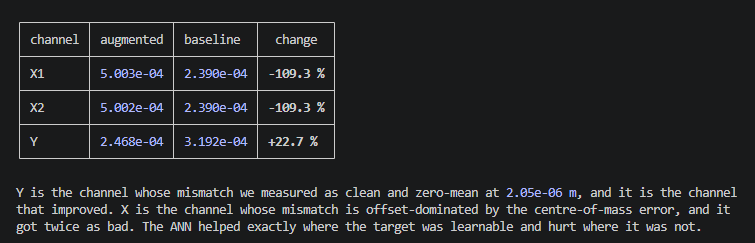 channel augmented baseline change
X1 5.003e-04 2.390e-04 -109.3 %
X2 5.002e-04 2.390e-04 -109.3 %
Y 2.468e-04 3.192e-04 +22.7 %
Y is the channel whose mismatch we measured as clean and zero-mean at 2.05e-06 m, and it is the channel
that improved. X is the channel whose mismatch is offset-dominated by the centre-of-mass error, and it
got twice as bad. The ANN helped exactly where the target was learnable and hurt where it was not.